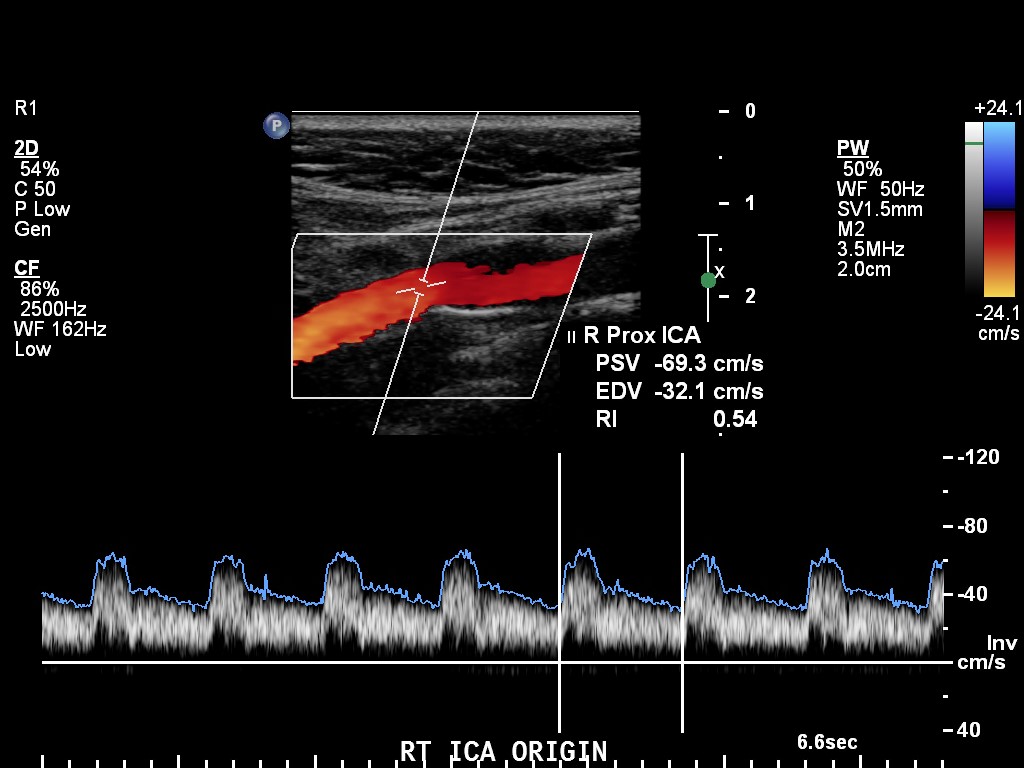 R1
2D
54%
C 50
P Low
Gen
CF
86%
2500Hz
WF 162Hz
Low
P
0
1
x
2
PW
50%
WF 50Hz
SV1.5mm
M2
3.5MHz
2.0cm
+24.1
-24.1
cm/s
II R Prox ICA
PSV -69.3 cm/s
EDV -32.1 cm/s
RI 0.54
-120
-80
-40
Inv
cm/s
40
6.6sec
RT ICA ORIGIN